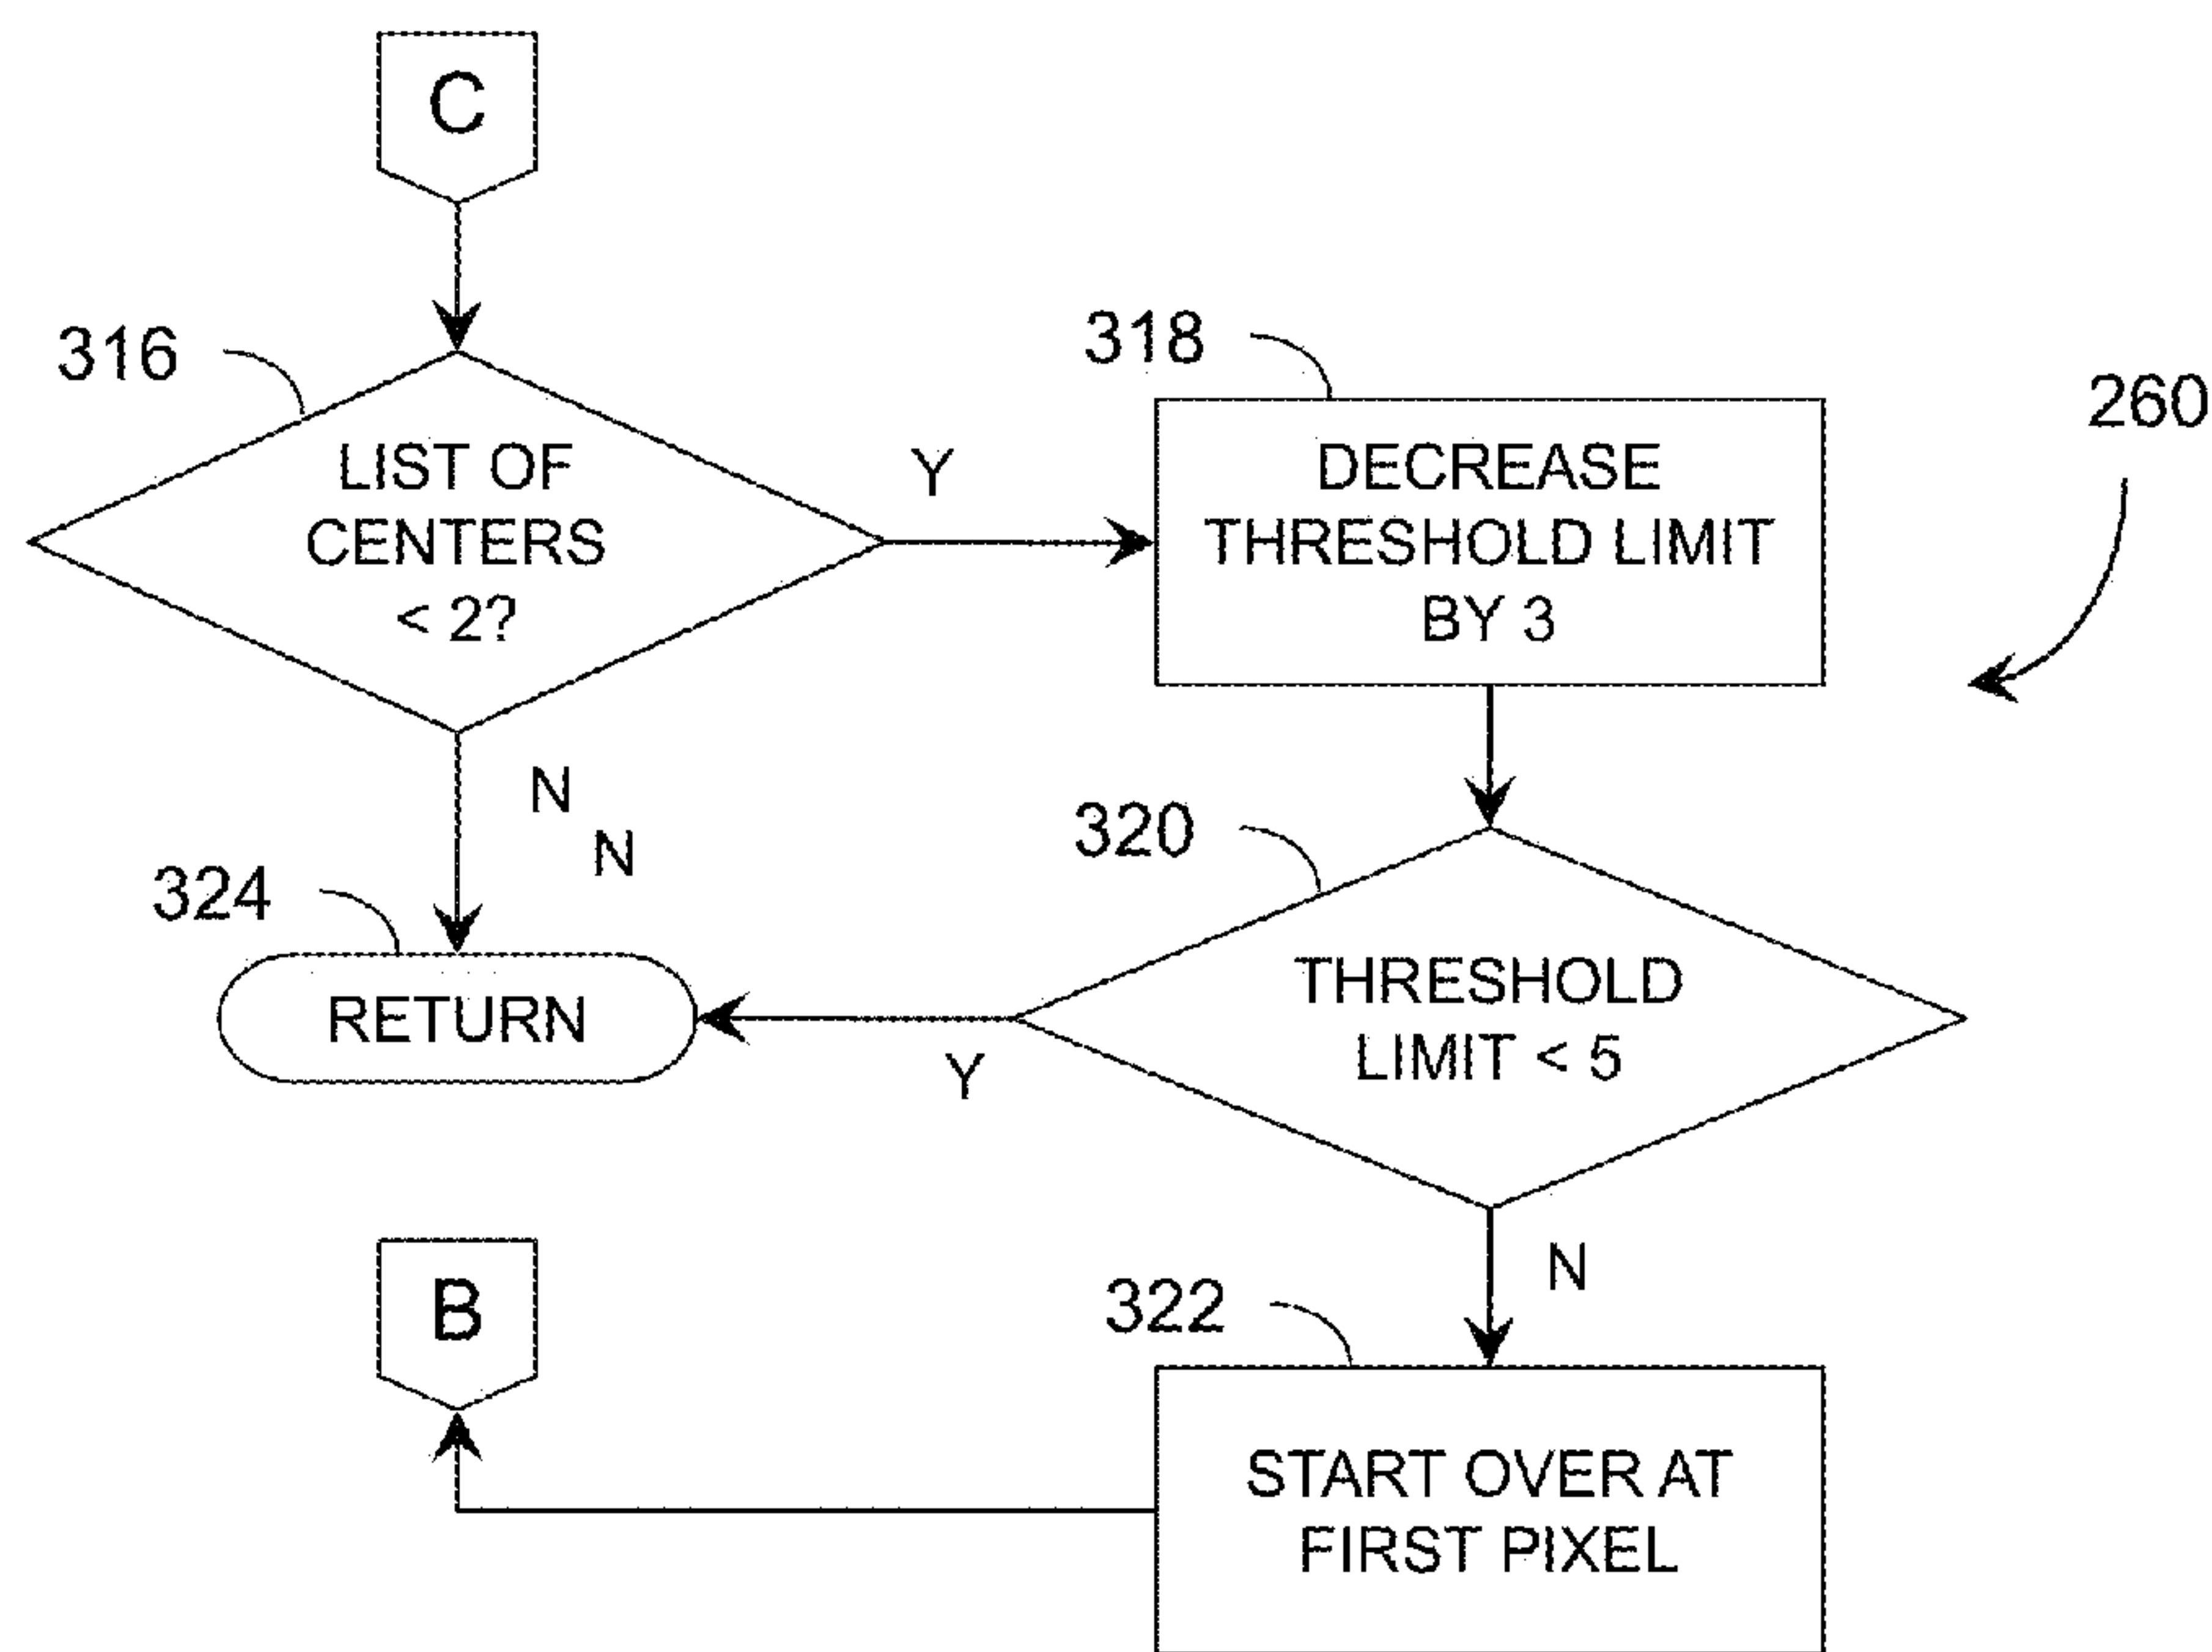 C
316
LIST OF
CENTERS
< 2?
Y
318
DECREASE
THRESHOLD LIMIT
BY 3
260
N
N
324
RETURN
320
THRESHOLD
LIMIT < 5
Y
N
B
322
START OVER AT
FIRST PIXEL